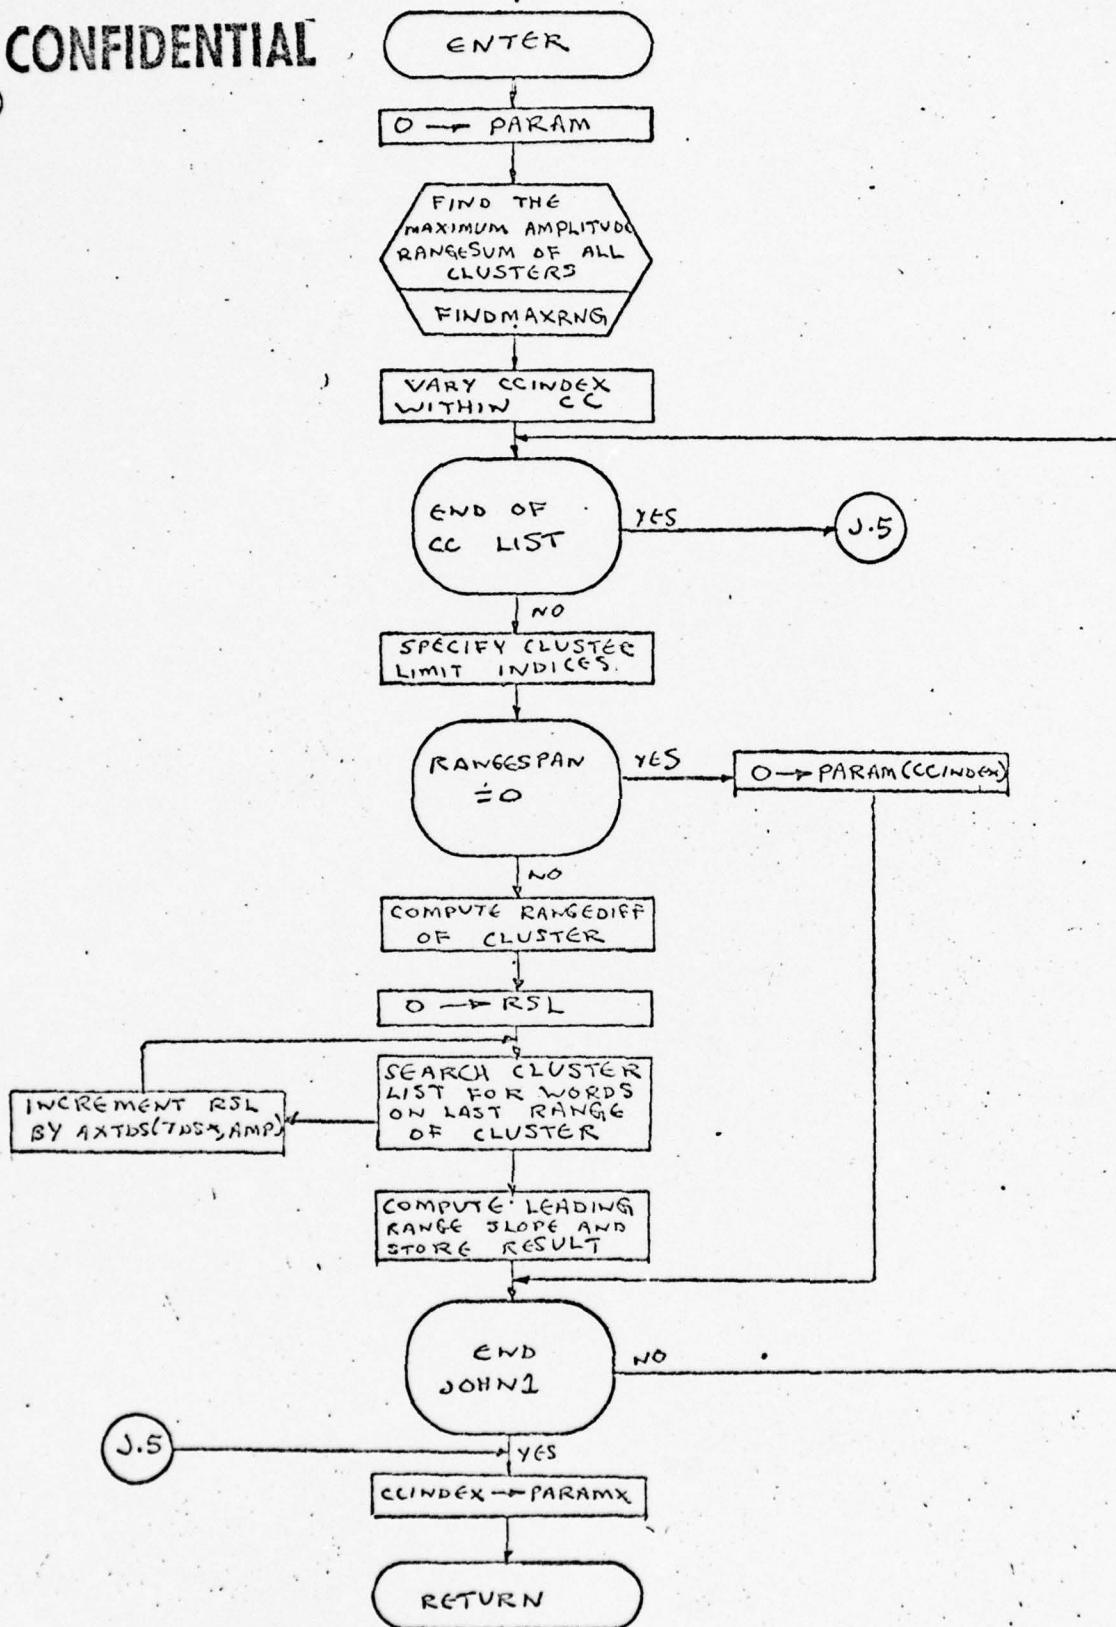 CONFIDENTIAL
ENTER
0 → PARAM
FIND THE
MAXIMUM AMPLITUDE
RANGESUM OF ALL
CLUSTERS
FINDMAXRNG
VARY CCINDEX
WITHIN CC
END OF
CC LIST
YES
J.5
NO
SPECIFY CLUSTER
LIMIT INDICES.
RANGESPAN
=0
YES
0 → PARAM(CCINDEX)
NO
COMPUTE RANGEDIFF
OF CLUSTER
0 → RSL
SEARCH CLUSTER
LIST FOR WORDS
ON LAST RANGE
OF CLUSTER
INCREMENT RSL
BY
COMPUTE LEADING
RANGE SLOPE AND
STORE RESULT
END
JOHN1
NO
J.5
YES
CCINDEX → PARAMX
RETURN